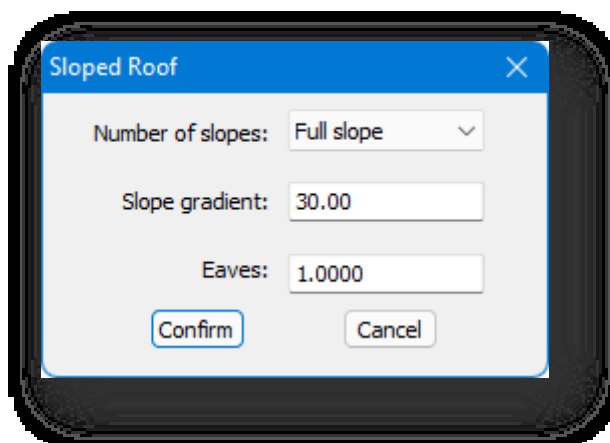 Sloped Roof
Number of slopes: Full slope
Slope gradient: 30.00
Eaves: 1.0000
Confirm Cancel